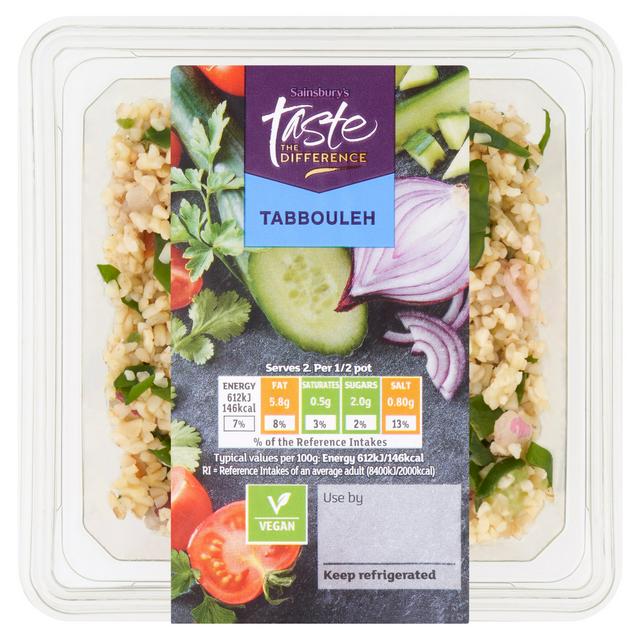 Sainsbury's
Taste
THE
DIFFERENCE
TABBOULEH
Serves 2. Per 1/2 pot
ENERGY 612kJ 146kcal 7%
FAT 5.8g 8%
SATURATES 0.5g 3%
SUGARS 2.0g 2%
SALT 0.80g 13%
% of the Reference Intakes
Typical values per 100g: Energy 612kJ/146kcal
RI = Reference Intakes of an average adult (8400kJ/2000kcal)
V
VEGAN
Use by
Keep refrigerated